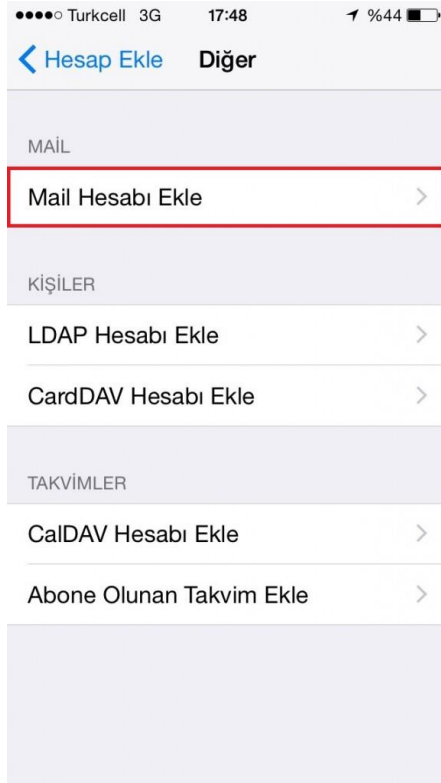 Turkcell 3G 17:48 %44
Hesap Ekle Diğer
MAİL
Mail Hesabı Ekle
KİŞİLER
LDAP Hesabı Ekle
CardDAV Hesabı Ekle
TAKVİMLER
CalDAV Hesabı Ekle
Abone Olunan Takvim Ekle